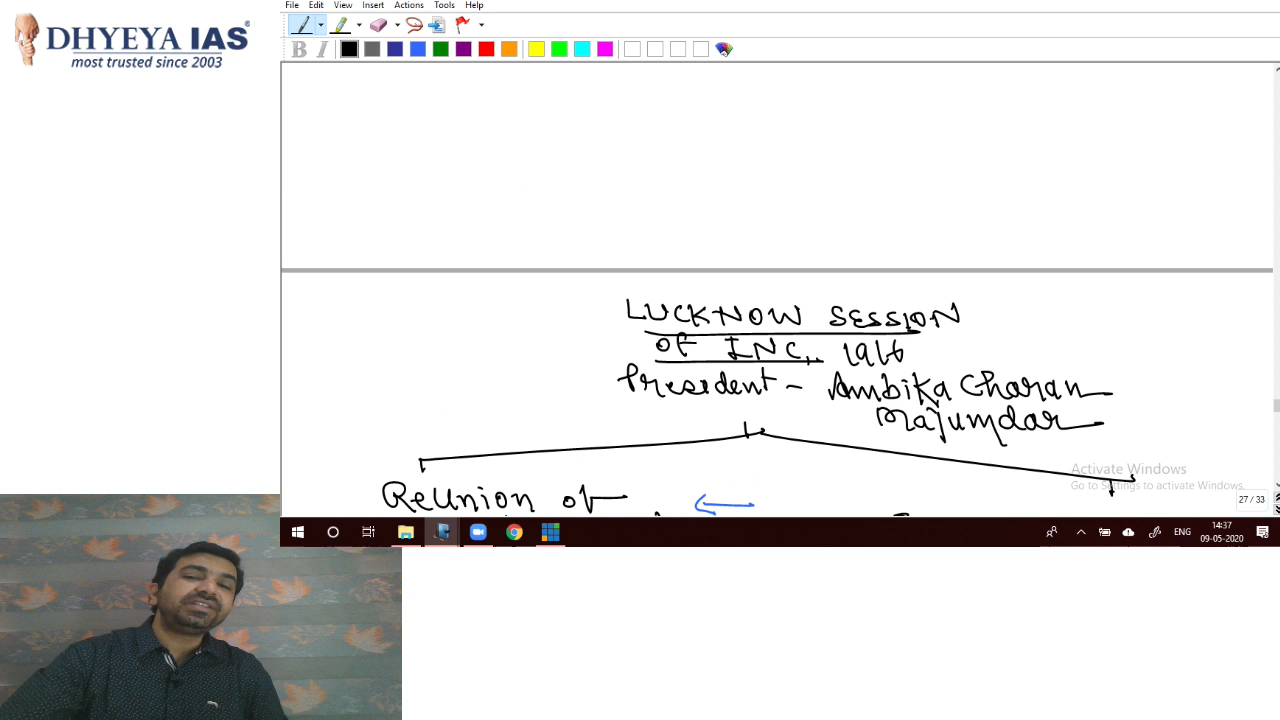 File Edit View Insert Actions Tools Help
DHYEYA IAS®
most trusted since 2003
B I
LUCKNOW SESSION
OF INC,, 1916
President - Ambika Charan
Majumdar
Activate Windows
Go to Settings to activate Windows.
Reunion of
27 / 33
ENG
14:37
09-05-2020